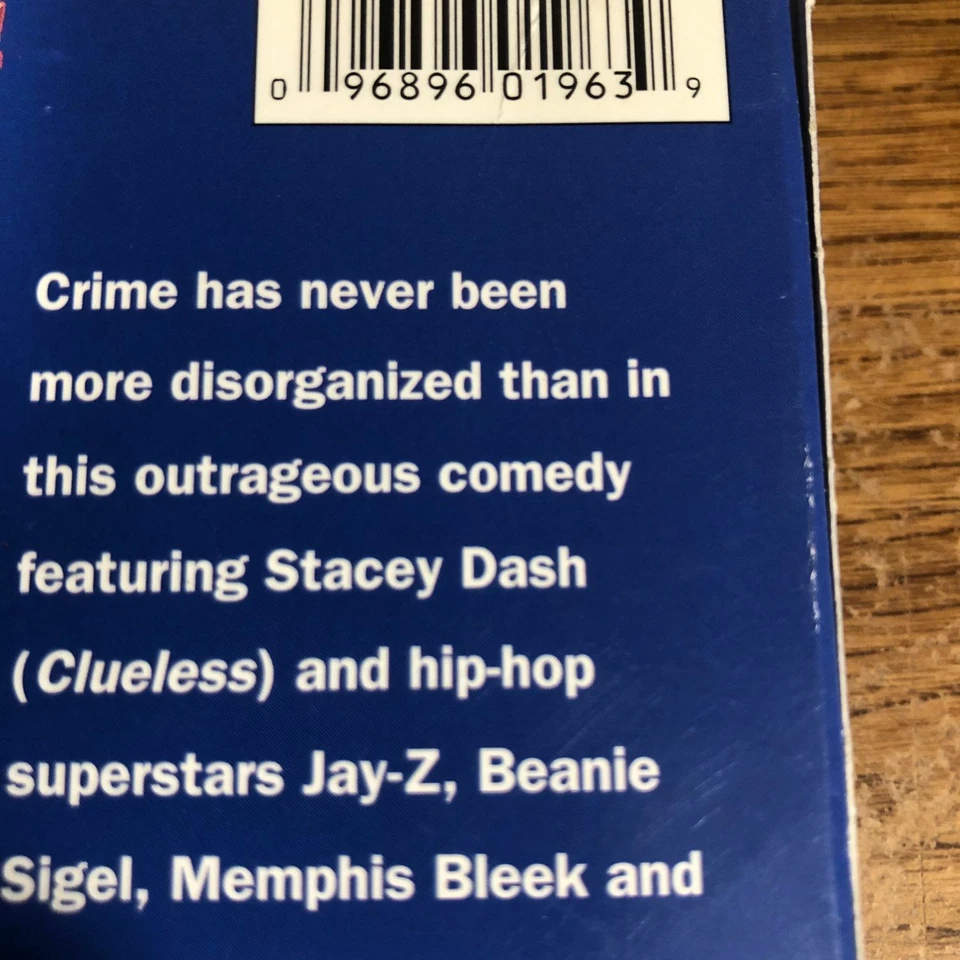 0 96896 01963 9
Crime has never been
more disorganized than in
this outrageous comedy
featuring Stacey Dash
(Clueless) and hip-hop
superstars Jay-Z, Beanie
Sigel, Memphis Bleek and